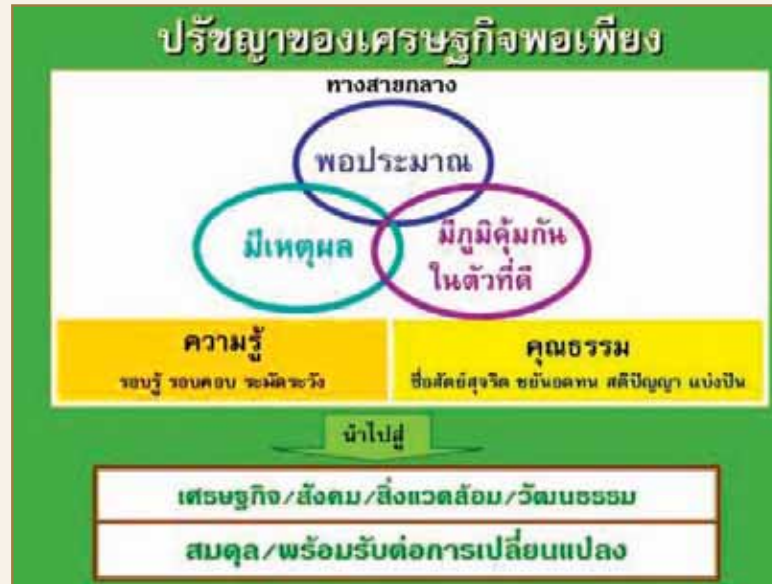 ปรัชญาของเศรษฐกิจพอเพียง
ทางสายกลาง
พอประมาณ
มีเหตุผล
มีภูมิคุ้มกัน
ในตัวที่ดี
ความรู้
รอบรู้ รอบคอบ ระมัดระวัง
คุณธรรม
ซื่อสัตย์สุจริต ขยันอดทน สติปัญญา แบ่งปัน
นำไปสู่
เศรษฐกิจ/สังคม/สิ่งแวดล้อม/วัฒนธรรม
สมดุล/พร้อมรับต่อการเปลี่ยนแปลง